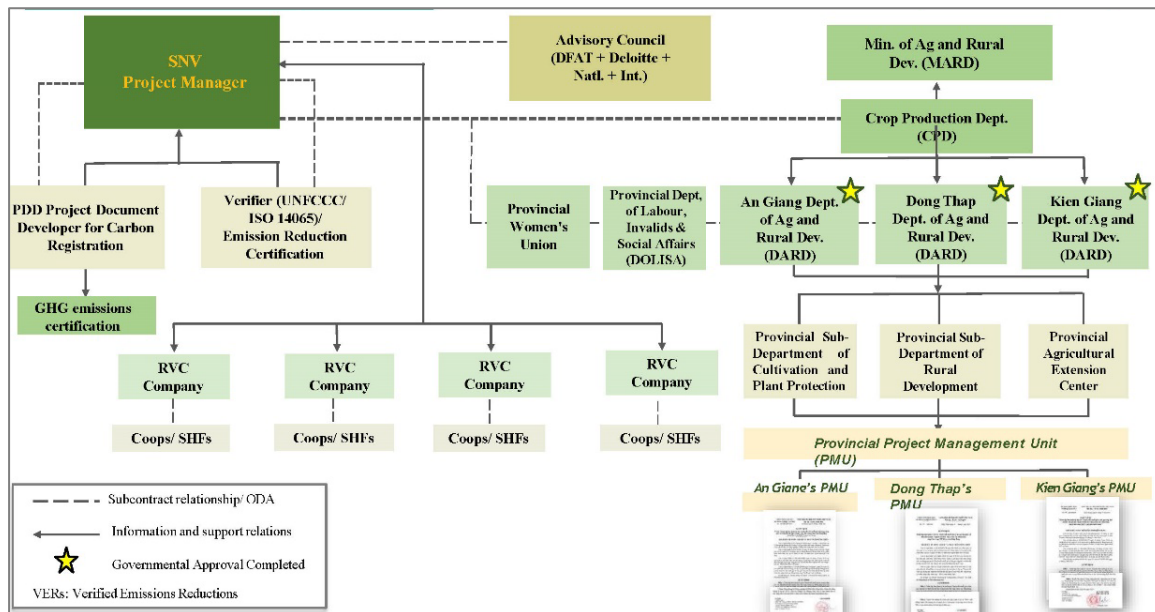 SNV
Project Manager
Advisory Council
(DFAT + Deloitte +
Natl. + Int.)
Min. of Ag and Rural
Dev. (MARD)
Crop Production Dept.
(CPD)
PDD Project Document
Developer for Carbon
Registration
Verifier (UNFCCC/
ISO 14065)/
Emission Reduction
Certification
Provincial
Women's
Union
Provincial Dept,
of Labour,
Invalids &
Social Affairs
(DOLISA)
An Giang Dept.
of Ag and
Rural Dev.
(DARD)
Dong Thap
Dept. of Ag and
Rural Dev.
(DARD)
Kien Giang
Dept. of Ag and
Rural Dev.
(DARD)
GHG emissions
certification
RVC
Company
RVC
Company
RVC
Company
RVC
Company
Coops/ SHFs
Coops/ SHFs
Coops/ SHFs
Coops/ SHFs
Provincial Sub-
Department of
Cultivation and
Plant Protection
Provincial Sub-
Department of
Rural
Development
Provincial
Agricultural
Extension
Center
Provincial Project Management Unit
(PMU)
An Giane's PMU
Dong Thap's
PMU
Kien Giang's PMU
Subcontract relationship/ ODA
Information and support relations
Governmental Approval Completed
VERs: Verified Emissions Reductions